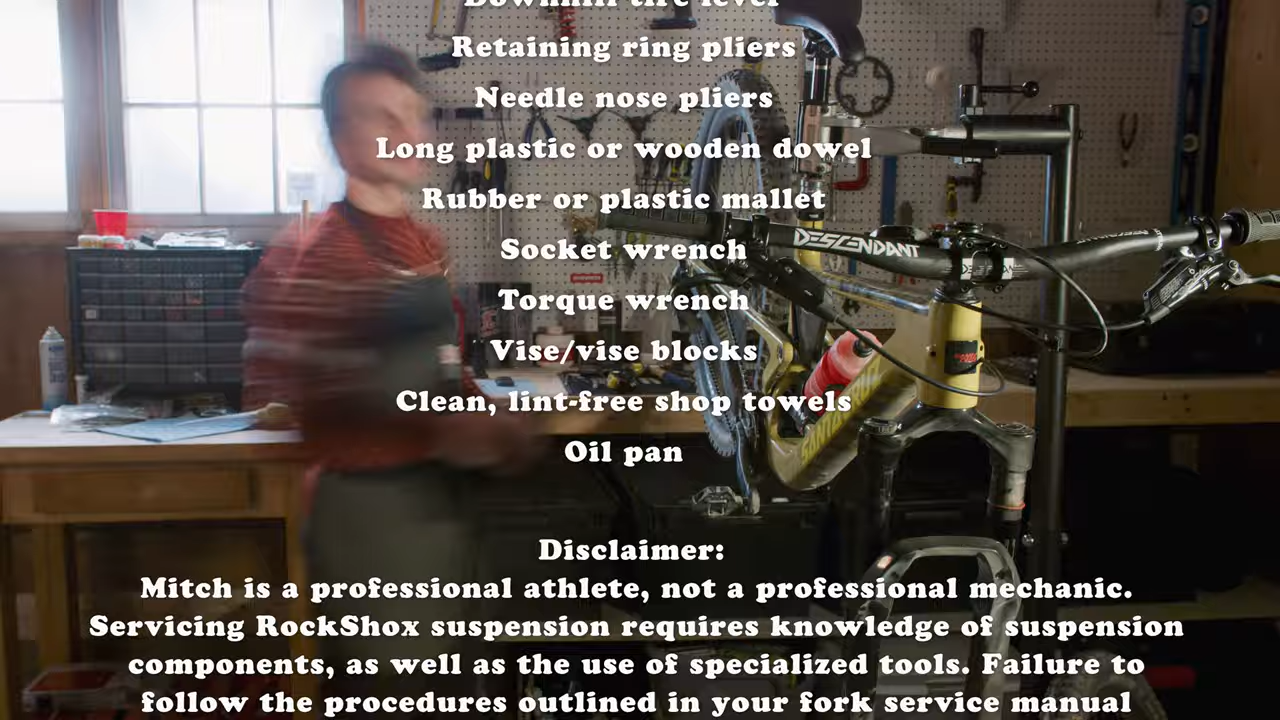 Downhill tire lever
Retaining ring pliers
Needle nose pliers
Long plastic or wooden dowel
Rubber or plastic mallet
Socket wrench
Torque wrench
Vise/vise blocks
Clean, lint-free shop towels
Oil pan
Disclaimer:
Mitch is a professional athlete, not a professional mechanic.
Servicing RockShox suspension requires knowledge of suspension
components, as well as the use of specialized tools. Failure to
follow the procedures outlined in your fork service manual
DESCENDANT